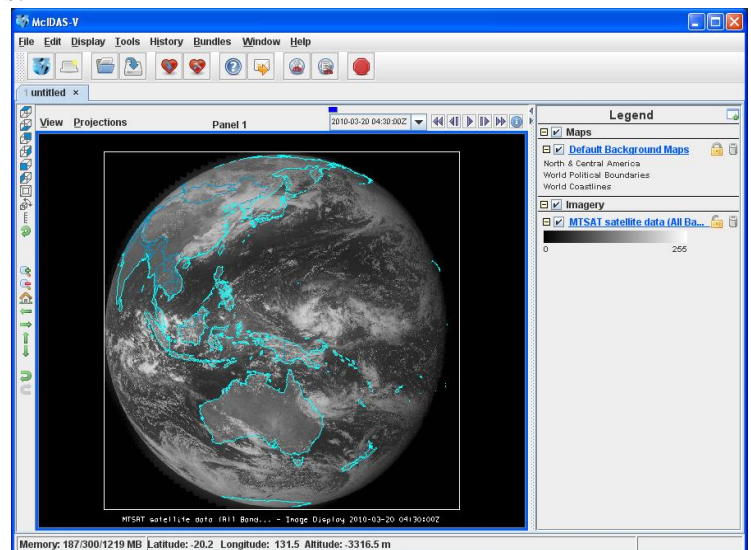 McIDAS-V
File Edit Display Tools History Bundles Window Help
1 untitled ×
View Projections Panel 1 2010-03-20 04:30:00Z
Legend
Maps
Default Background Maps
North & Central America
World Political Boundaries
World Coastlines
Imagery
MTSAT satellite data (All Ba...
0 255
MTSAT satellite data (All Band... - Image Display 2010-03-20 04:30:00Z
Memory: 187/300/1219 MB Latitude: -20.2 Longitude: 131.5 Altitude: -3316.5 m